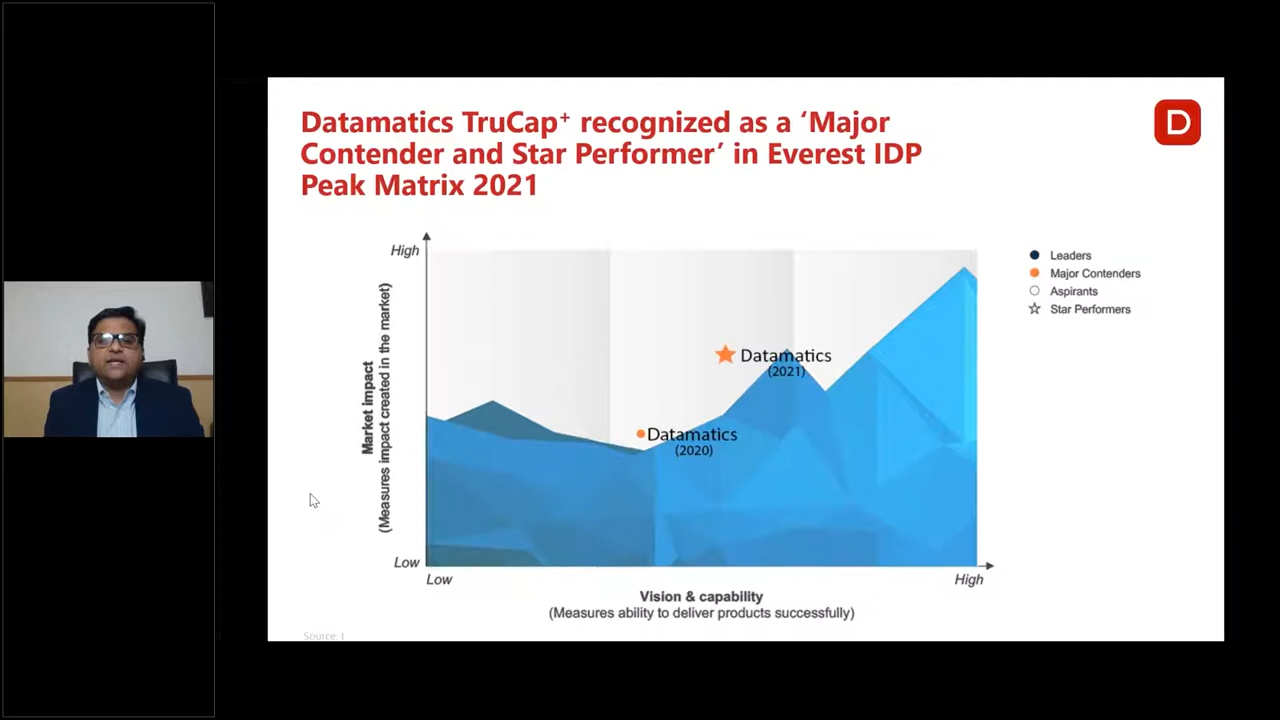 Datamatics TruCap⁺ recognized as a ‘Major
Contender and Star Performer’ in Everest IDP
Peak Matrix 2021
D
High
Market impact
(Measures impact created in the market)
Low
Datamatics
(2021)
Datamatics
(2020)
Leaders
Major Contenders
Aspirants
Star Performers
Low
High
Vision & capability
(Measures ability to deliver products successfully)
Source: